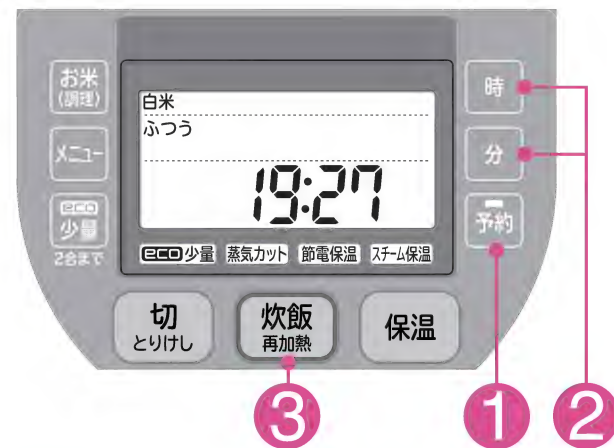 お米
(調理)
メニュー
eco
少量
2合まで
白米
ふつう
19:27
eco少量 蒸気カット 節電保温 スチーム保温
時
分
予約
切
とりけし
炊飯
再加熱
保温
3
1
2